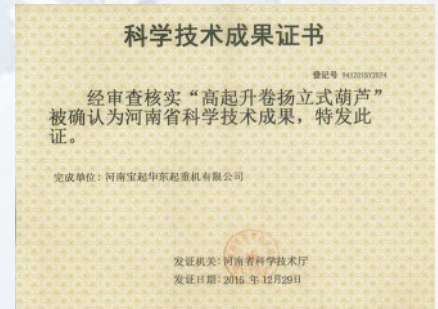 科学技术成果证书
登记号 9412015Y2074
经审查核实“高起升卷扬立式葫芦”
被确认为河南省科学技术成果，特发此
证。
完成单位：河南宝起华东起重机有限公司
发证机关：河南省科学技术厅
发证日期：2015 年 12月29日